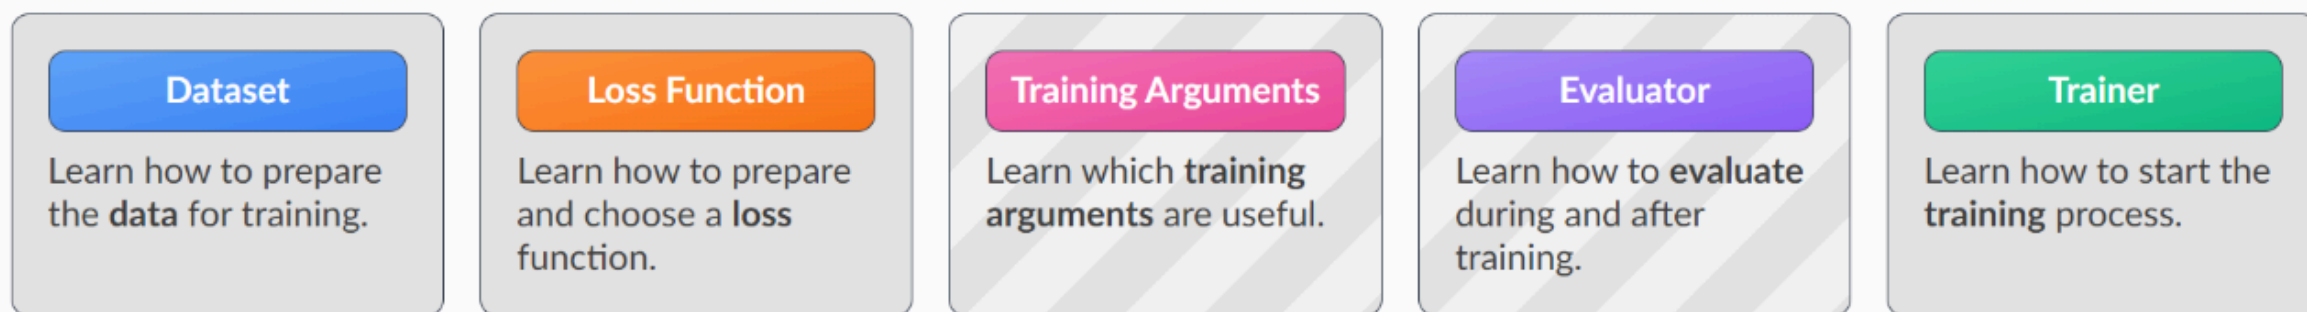 Dataset
Learn how to prepare
the data for training.
Loss Function
Learn how to prepare
and choose a loss
function.
Training Arguments
Learn which training
arguments are useful.
Evaluator
Learn how to evaluate
during and after
training.
Trainer
Learn how to start the
training process.